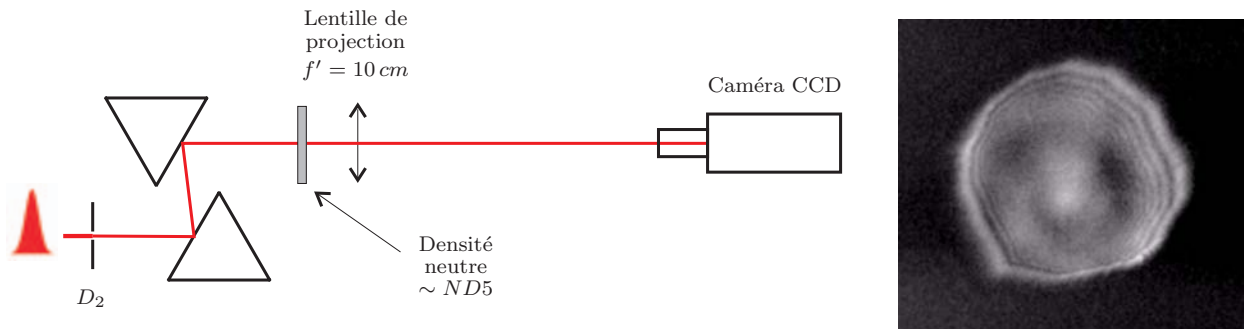 Lentille de
projection
f′ = 10 cm
Caméra CCD
D₂
Densité
neutre
∼ ND5